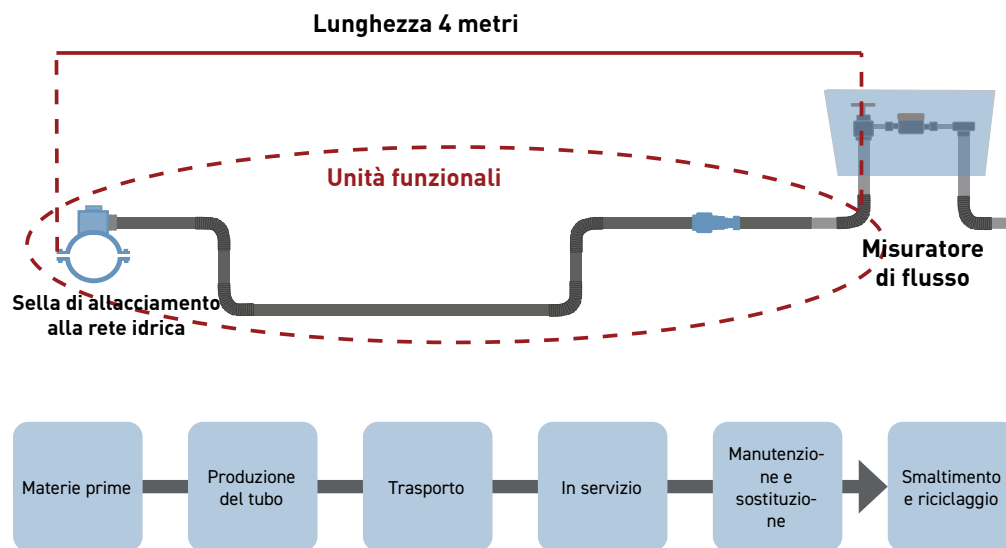 Lunghezza 4 metri
Unità funzionali
Misuratore
di flusso
Sella di allacciamento
alla rete idrica
Materie prime
Produzione
del tubo
Trasporto
In servizio
Manutenzio-
ne e
sostituzio-
ne
Smaltimento
e riciclaggio